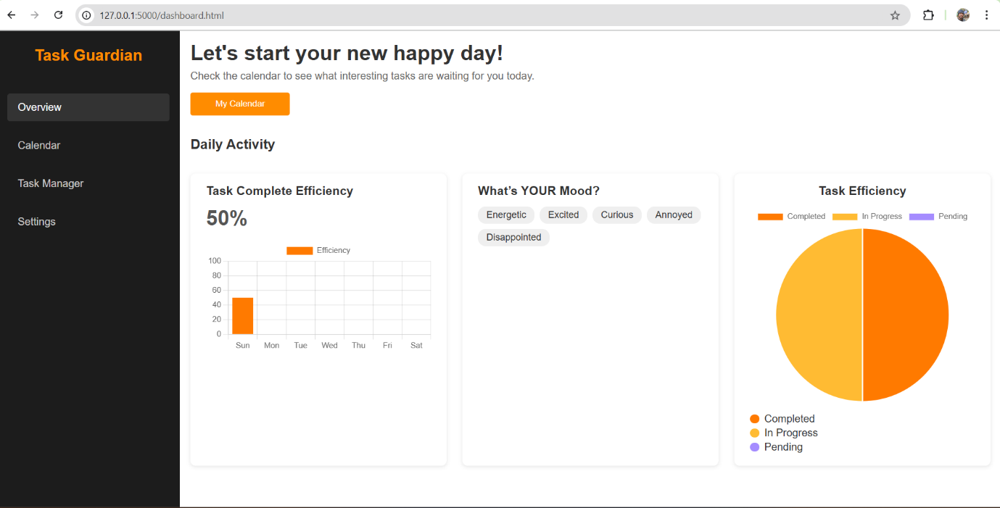 127.0.0.1:5000/dashboard.html
Task Guardian
Overview
Calendar
Task Manager
Settings
Let's start your new happy day!
Check the calendar to see what interesting tasks are waiting for you today.
My Calendar
Daily Activity
Task Complete Efficiency
50%
Efficiency
100
80
60
40
20
0
Sun Mon Tue Wed Thu Fri Sat
What’s YOUR Mood?
Energetic Excited Curious Annoyed
Disappointed
Task Efficiency
Completed In Progress Pending
Completed
In Progress
Pending